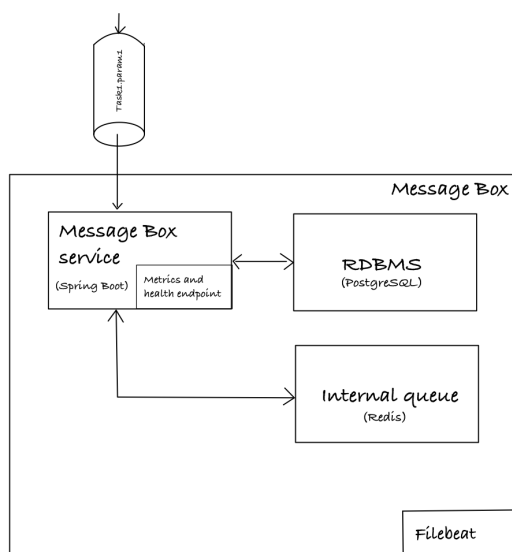 Task1.param1
Message Box
Message Box
service
(Spring Boot)
Metrics and
health endpoint
RDBMS
(PostgreSQL)
Internal queue
(Redis)
Filebeat